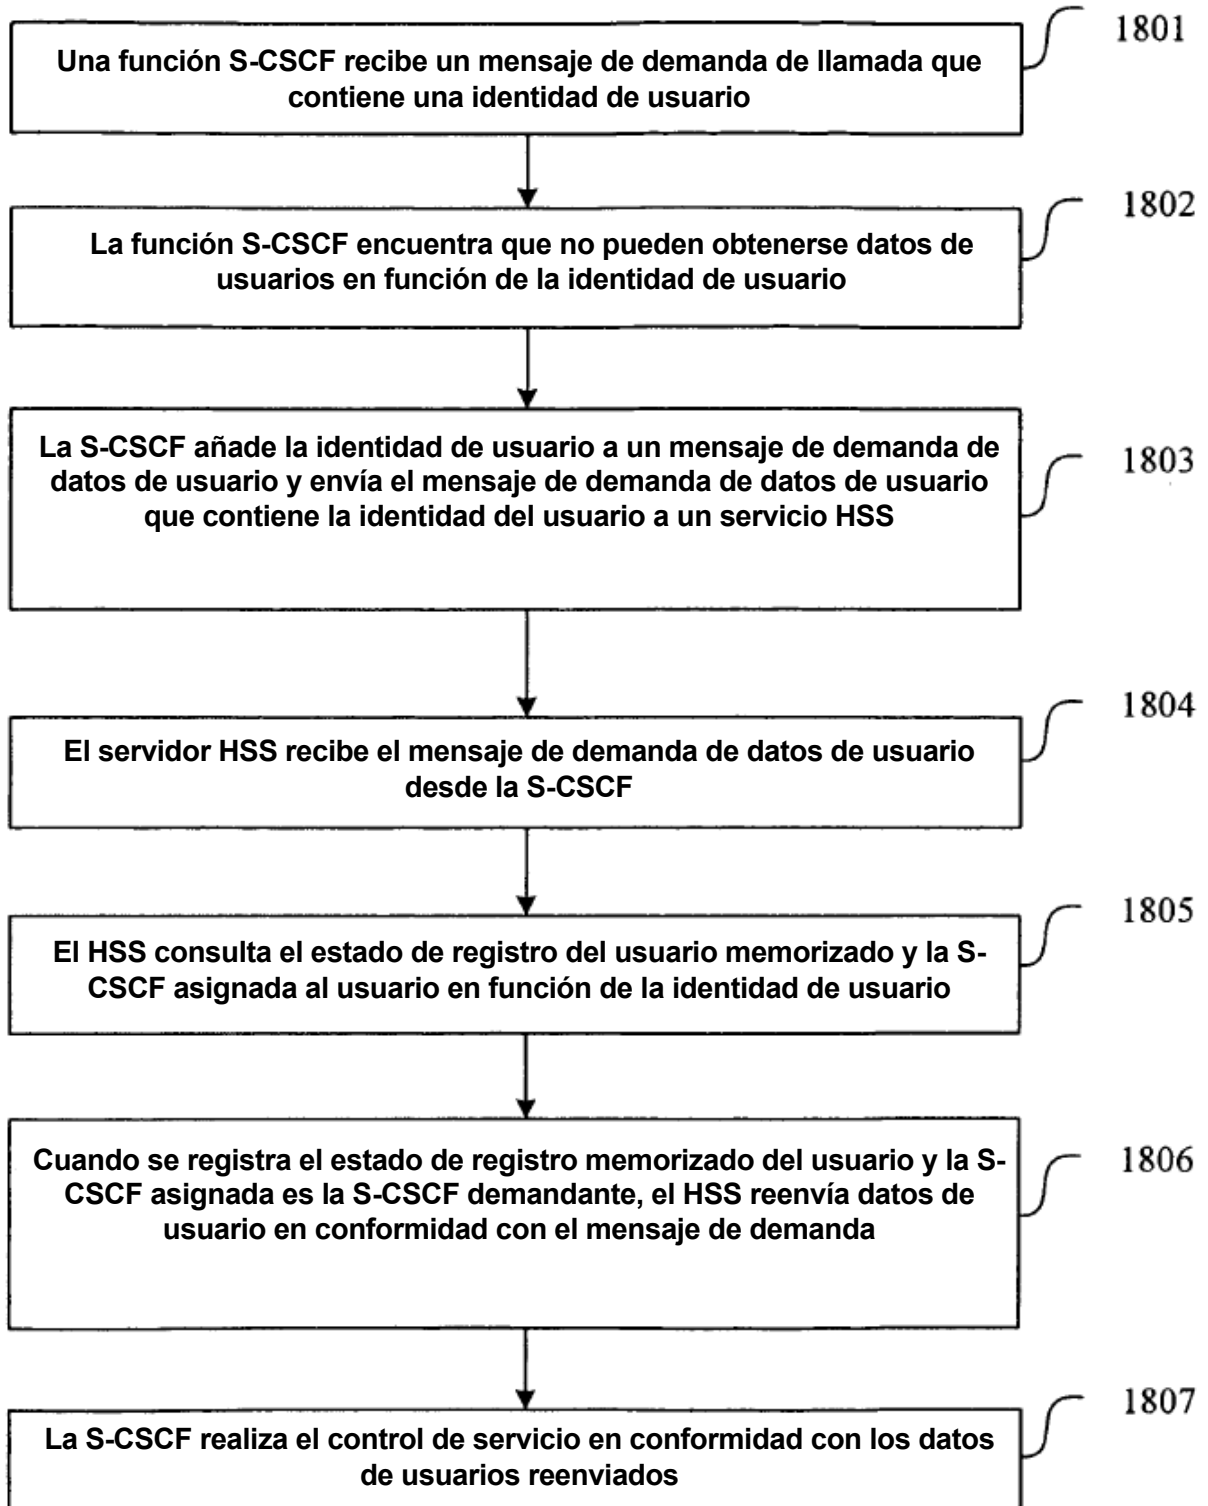 1801
Una función S-CSCF recibe un mensaje de demanda de llamada que
contiene una identidad de usuario
1802
La función S-CSCF encuentra que no pueden obtenerse datos de
usuarios en función de la identidad de usuario
La S-CSCF añade la identidad de usuario a un mensaje de demanda de
datos de usuario y envía el mensaje de demanda de datos de usuario
que contiene la identidad del usuario a un servicio HSS
1803
1804
El servidor HSS recibe el mensaje de demanda de datos de usuario
desde la S-CSCF
1805
El HSS consulta el estado de registro del usuario memorizado y la S-
CSCF asignada al usuario en función de la identidad de usuario
Cuando se registra el estado de registro memorizado del usuario y la S-
CSCF asignada es la S-CSCF demandante, el HSS reenvía datos de
usuario en conformidad con el mensaje de demanda
1806
1807
La S-CSCF realiza el control de servicio en conformidad con los datos
de usuarios reenviados